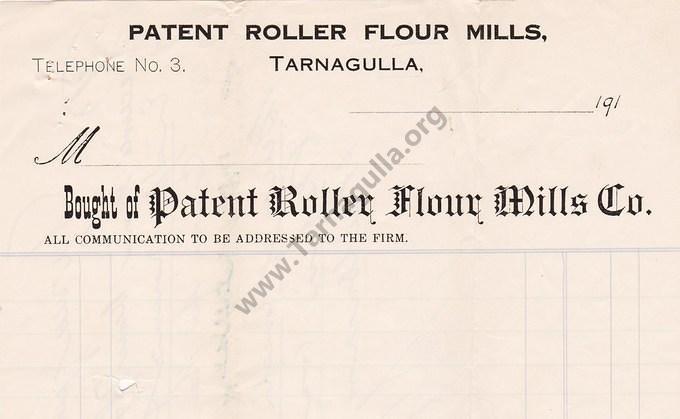 PATENT ROLLER FLOUR MILLS,
TELEPHONE NO. 3. TARNAGULLA,
191
M
Bought of Patent Roller Flour Mills Co.
ALL COMMUNICATION TO BE ADDRESSED TO THE FIRM.
www.Tarnagulla.org